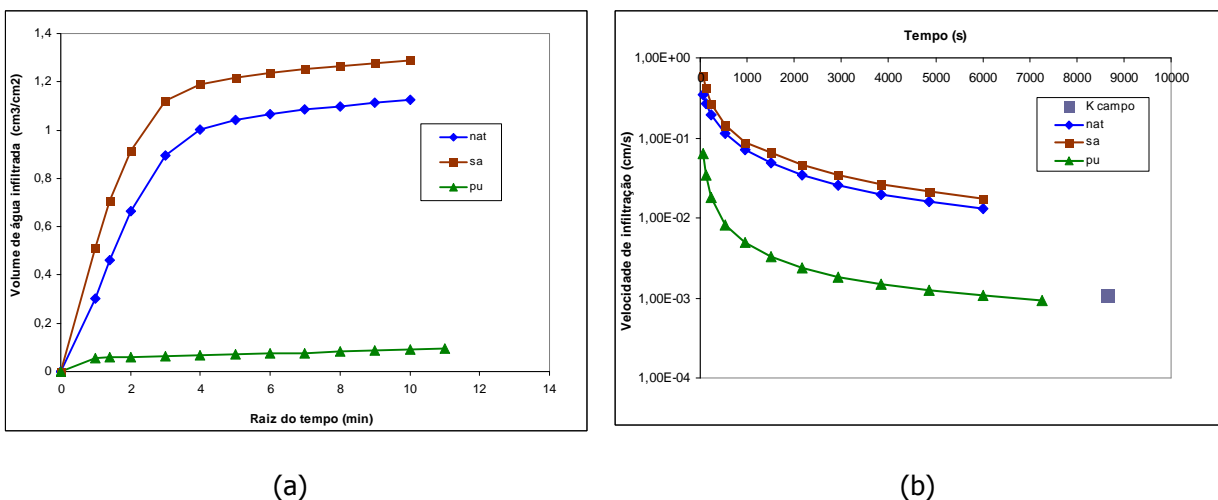 Volume de água infiltrada (cm2/cm2)
1,4
1,2
1
0,8
0,6
0,4
0,2
0
0 2 4 6 8 10 12 14
Raiz do tempo (min)
nat
sa
pu
(a)
Tempo (s)
0 1000 2000 3000 4000 5000 6000 7000 8000 9000 10000
Velocidade de infiltração (cm/s)
1,00E+00
1,00E-01
1,00E-02
1,00E-03
1,00E-04
K campo
nat
sa
pu
(b)